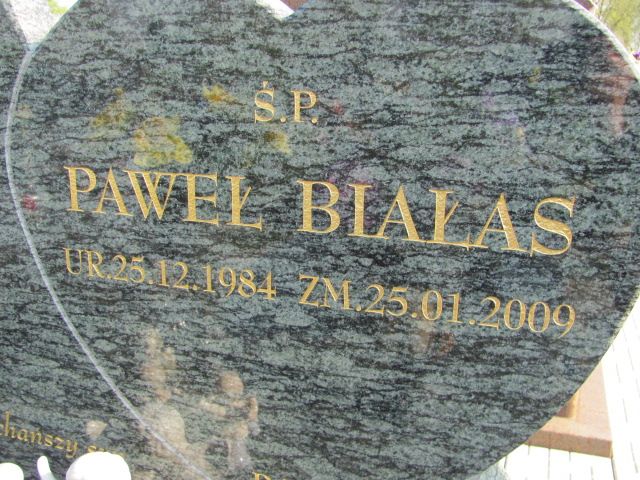 Ś.P.
PAWEŁ BIAŁAS
UR.25.12.1984 ZM.25.01.2009